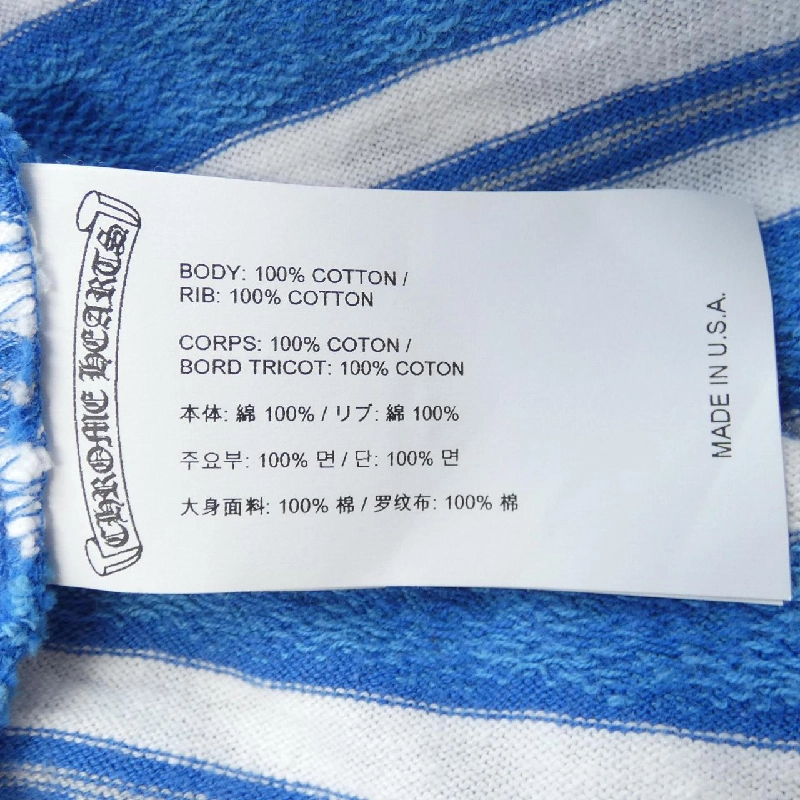 CHROME HEARTS
BODY: 100% COTTON /
RIB: 100% COTTON
CORPS: 100% COTON /
BORD TRICOT: 100% COTON
本体: 綿 100% / リブ: 綿 100%
주요부: 100% 면 / 단: 100% 면
大身面料: 100% 棉 / 罗纹布: 100% 棉
MADE IN U.S.A.